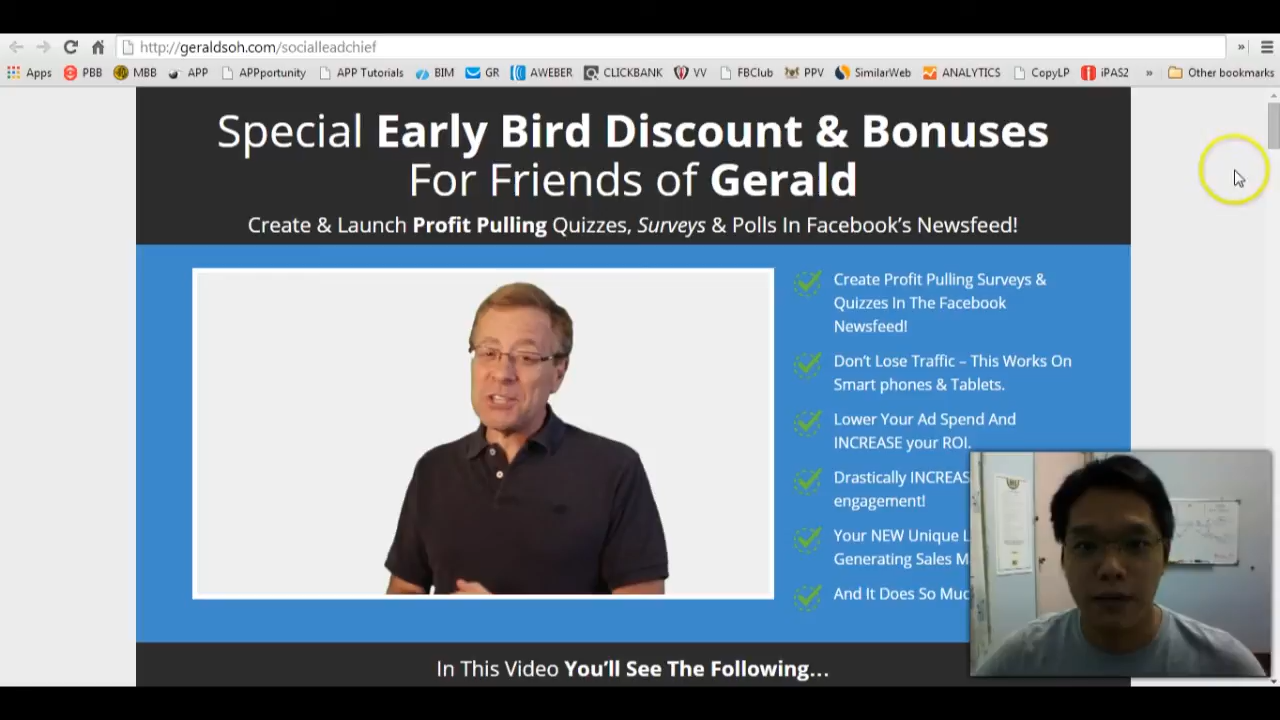 http://geraldsoh.com/socialleadchief
Apps PBB MBB APP APPportunity APP Tutorials BIM GR AWEBER CLICKBANK VV FBClub PPV SimilarWeb ANALYTICS CopyLP iPAS2 » Other bookmarks
Special Early Bird Discount & Bonuses
For Friends of Gerald
Create & Launch Profit Pulling Quizzes, Surveys & Polls In Facebook's Newsfeed!
Create Profit Pulling Surveys &
Quizzes In The Facebook
Newsfeed!
Don't Lose Traffic – This Works On
Smart phones & Tablets.
Lower Your Ad Spend And
INCREASE your ROI.
Drastically INCREAS
engagement!
Your NEW Unique L
Generating Sales M
And It Does So Muc
In This Video You'll See The Following...